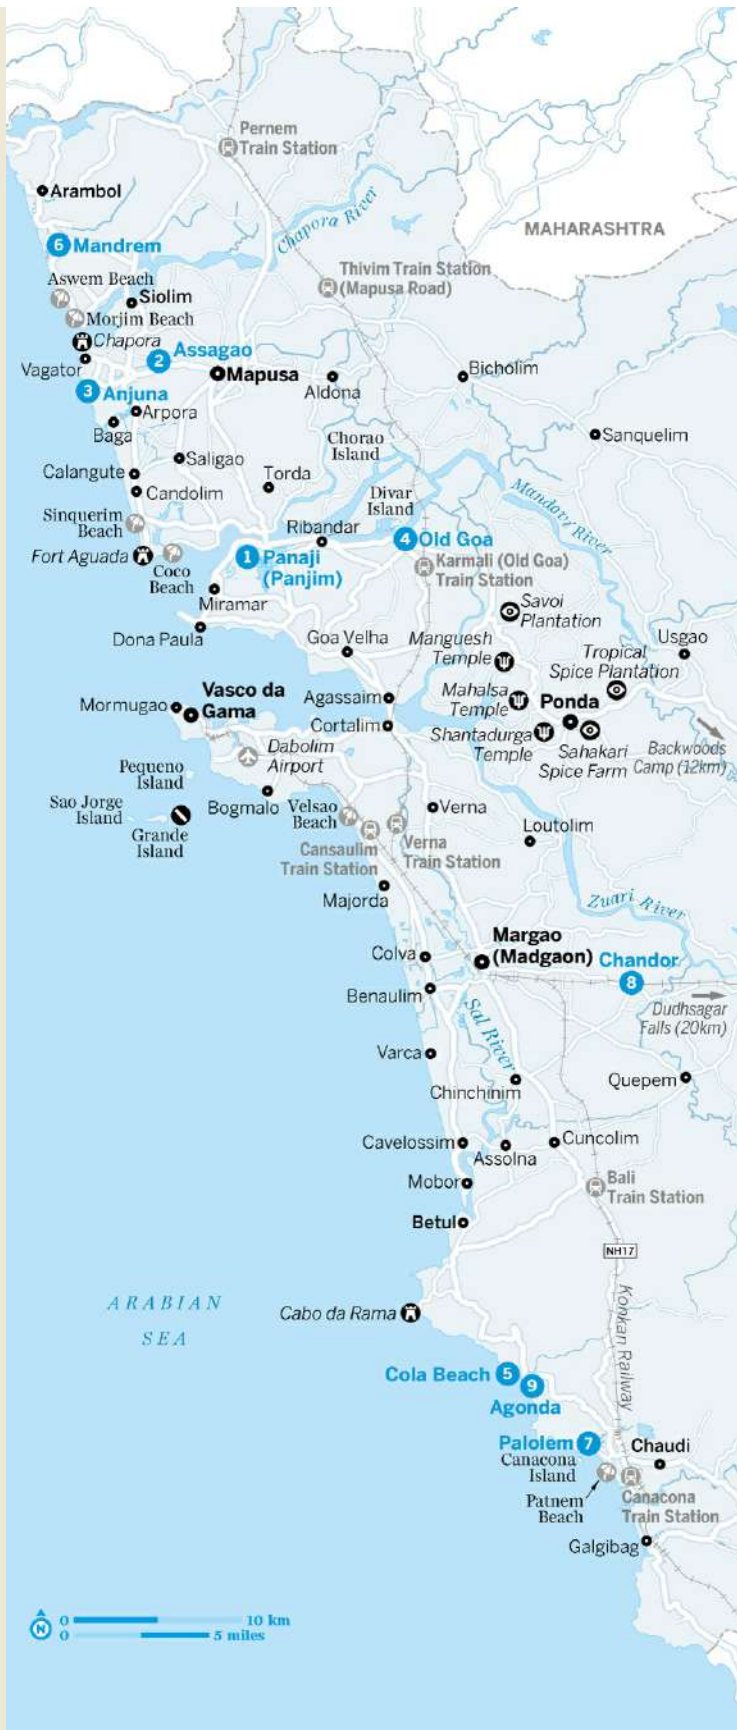 Pernem
Train Station
Arambol
Chapora River
MAHARASHTRA
6 Mandrem
Thivim Train Station
(Mapusa Road)
Aswem Beach
Siolim
Morjim Beach
Chapora
2 Assagao
Vagator
Mapusa
Bicholim
Aldona
3 Anjuna
Arpora
Baga
Chorao
Island
Sanquelim
Saligao
Calangute
Torda
Candolim
Divar
Island
Mandovi River
Sinquerim
Beach
Ribandar
4 Old Goa
Fort Aguada
Coco
Beach
1 Panaji
(Panjim)
Karmali (Old Goa)
Train Station
Miramar
Savoi
Plantation
Dona Paula
Goa Velha
Manguesh
Temple
Tropical
Spice Plantation
Usgao
Mormugao
Vasco da
Gama
Agassaim
Mahalsa
Temple
Ponda
Cortalim
Shantadurga
Temple
Sahakari
Spice Farm
Backwoods
Camp (12km)
Dabolim
Airport
Pequeno
Island
Sao Jorge
Island
Grande
Island
Bogmalo
Velsao
Beach
Verna
Loutolim
Cansaulim
Train Station
Verna
Train Station
Majorda
Zuari River
Margao
(Madgaon)
Chandor
8
Colva
Benaulim
Dudhsagar
Falls (20km)
Sal River
Varca
Chinchinim
Quepem
Cavelossim
Assolna
Cuncolim
Mobor
Bali
Train Station
Betul
NH17
ARABIAN
SEA
Cabo da Rama
Konkan Railway
Cola Beach 5
9
Agonda
Palolem 7
Canacona
Island
Chaudi
Patnem
Beach
Canacona
Train Station
Galgibag
N
0 10 km
0 5 miles